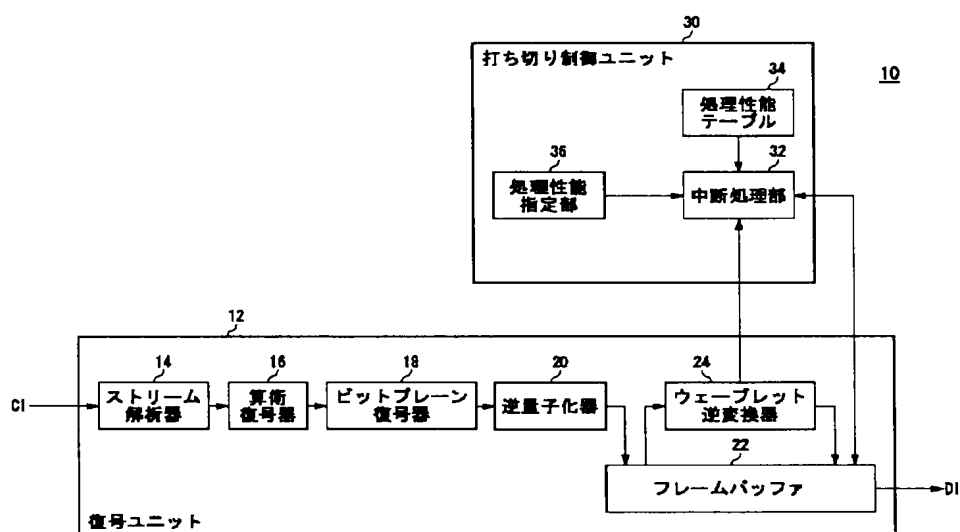 30
打ち切り制御ユニット
10
34
処理性能
テーブル
36
処理性能
指定部
32
中断処理部
12
14
ストリーム
解析器
16
算術
復号器
18
ビットプレーン
復号器
20
逆量子化器
24
ウェーブレット
逆変換器
22
フレームバッファ
CI
DI
復号ユニット